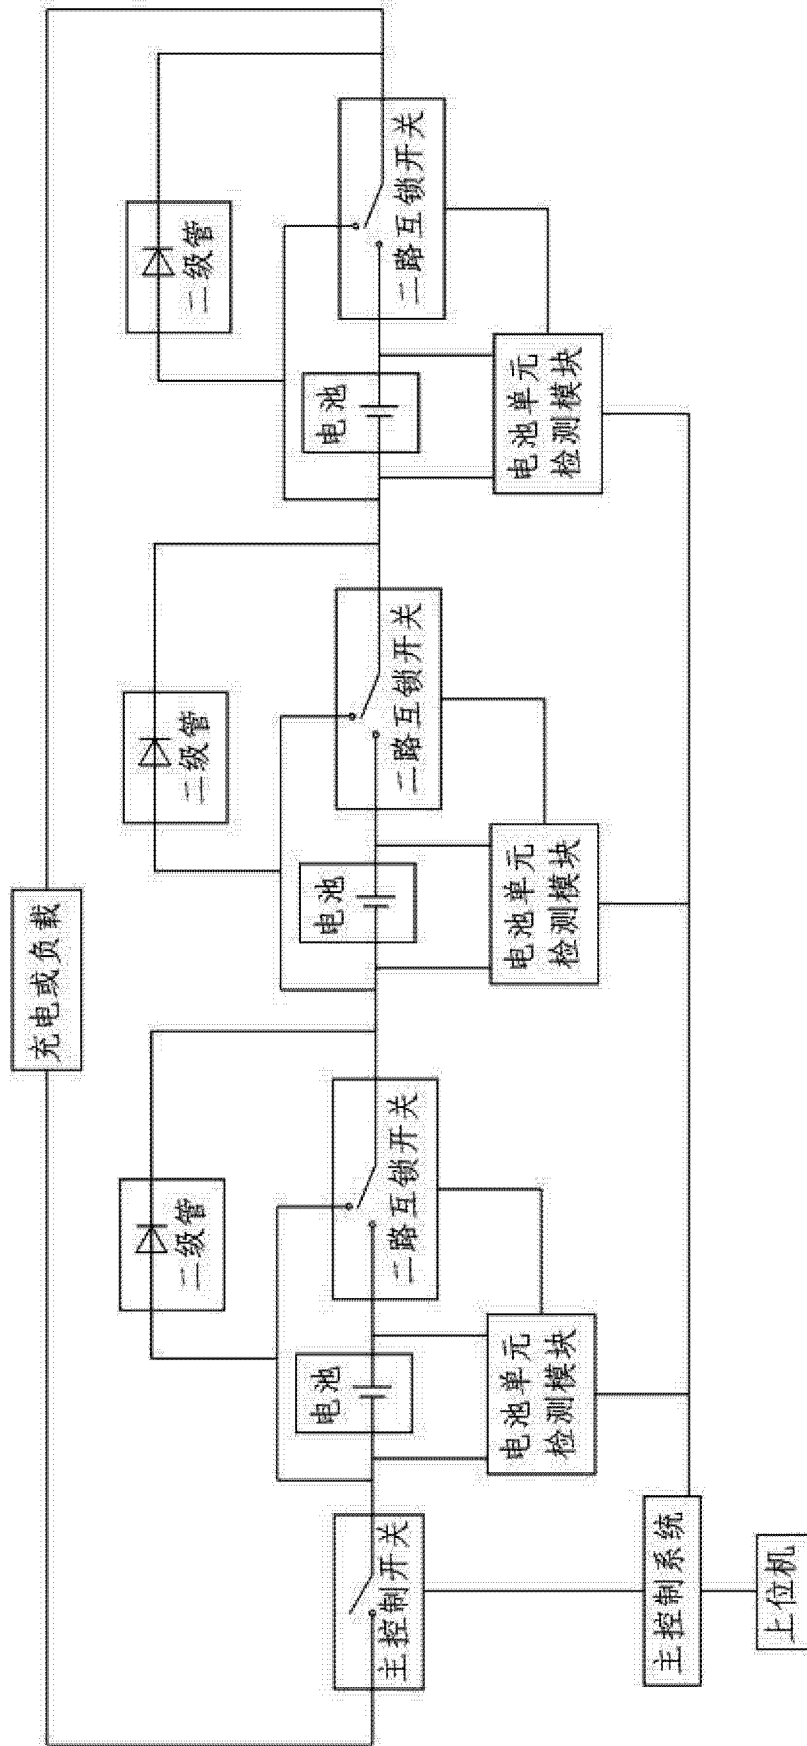 充电或负载
二级管
二级管
二级管
电池
二路互锁开关
电池
二路互锁开关
电池
二路互锁开关
主控制开关
电池单元
检测模块
电池单元
检测模块
电池单元
检测模块
主控制系统
上位机